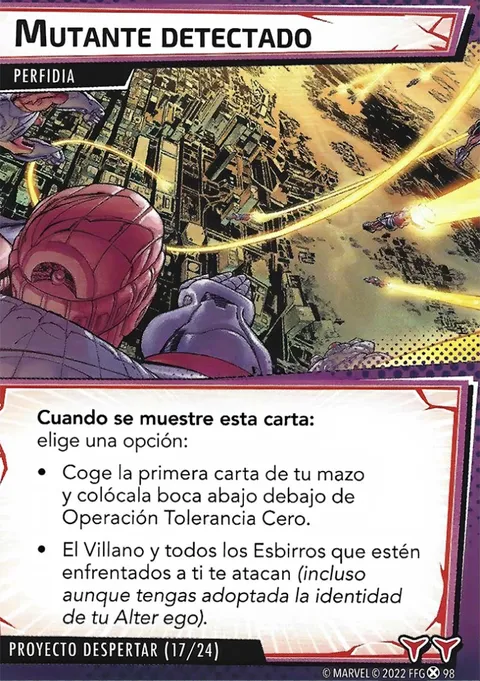 MUTANTE DETECTADO
PERFIDIA
Cuando se muestre esta carta:
elige una opción:
• Coge la primera carta de tu mazo
y colócala boca abajo debajo de
Operación Tolerancia Cero.
• El Villano y todos los Esbirros que estén
enfrentados a ti te atacan (incluso
aunque tengas adoptada la identidad
de tu Alter ego).
PROYECTO DESPERTAR (17/24)
© MARVEL © 2022 FFG 98